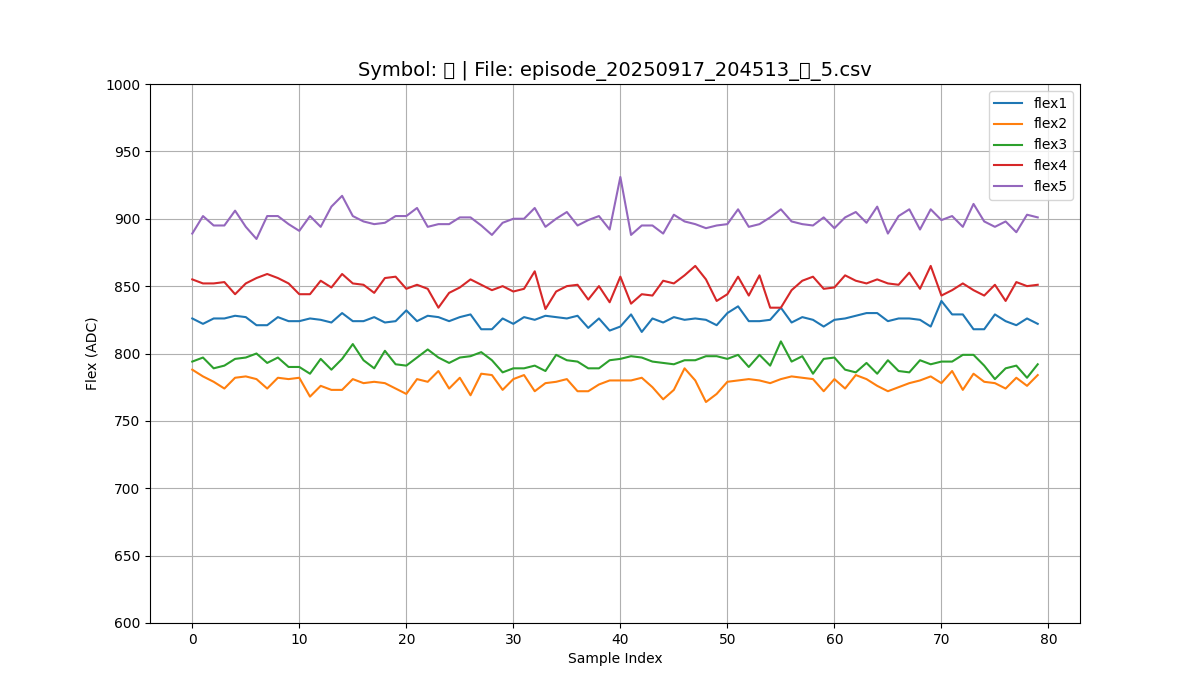 Symbol: ▯ | File: episode_20250917_204513_▯_5.csv
1000
950
900
850
800
750
700
650
600
Flex (ADC)
0 10 20 30 40 50 60 70 80
Sample Index
flex1
flex2
flex3
flex4
flex5